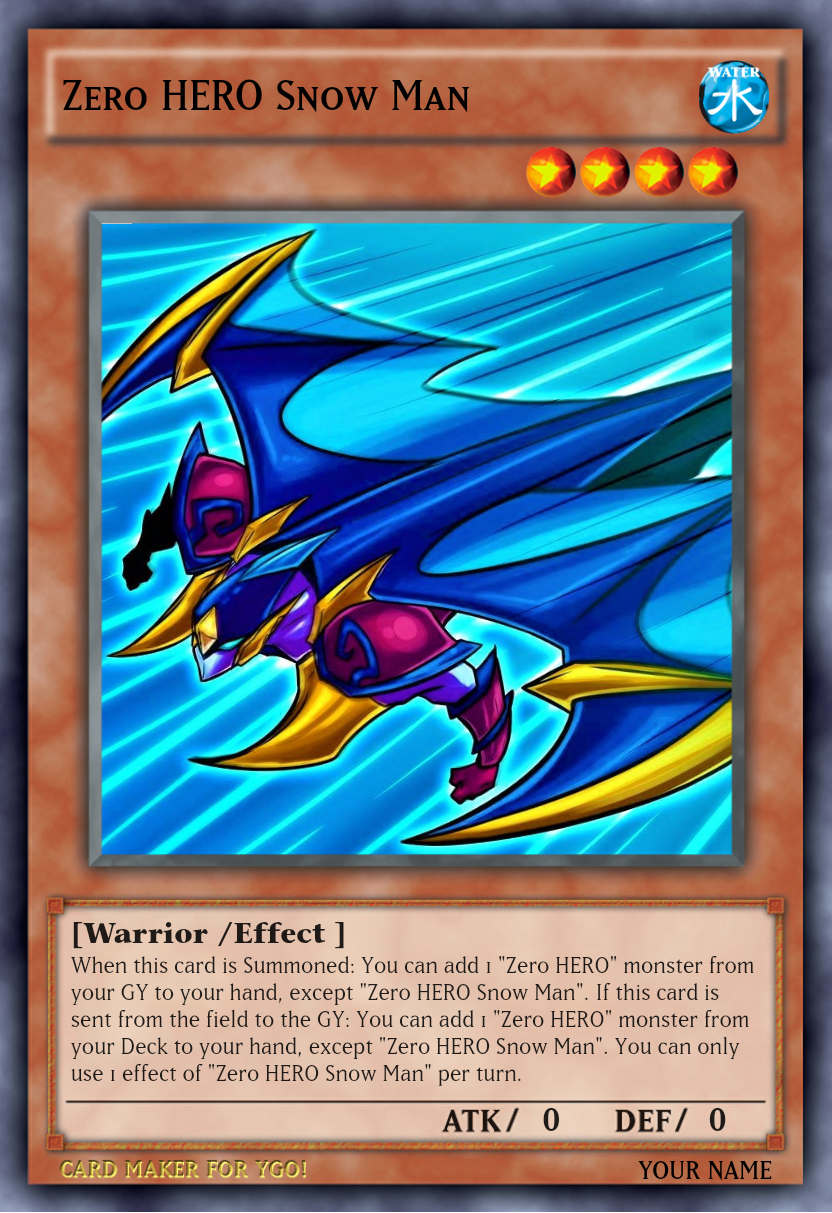 Zero HERO Snow Man
WATER
水
[Warrior /Effect ]
When this card is Summoned: You can add 1 "Zero HERO" monster from
your GY to your hand, except "Zero HERO Snow Man". If this card is
sent from the field to the GY: You can add 1 "Zero HERO" monster from
your Deck to your hand, except "Zero HERO Snow Man". You can only
use 1 effect of "Zero HERO Snow Man" per turn.
ATK/ 0 DEF/ 0
CARD MAKER FOR YGO! YOUR NAME